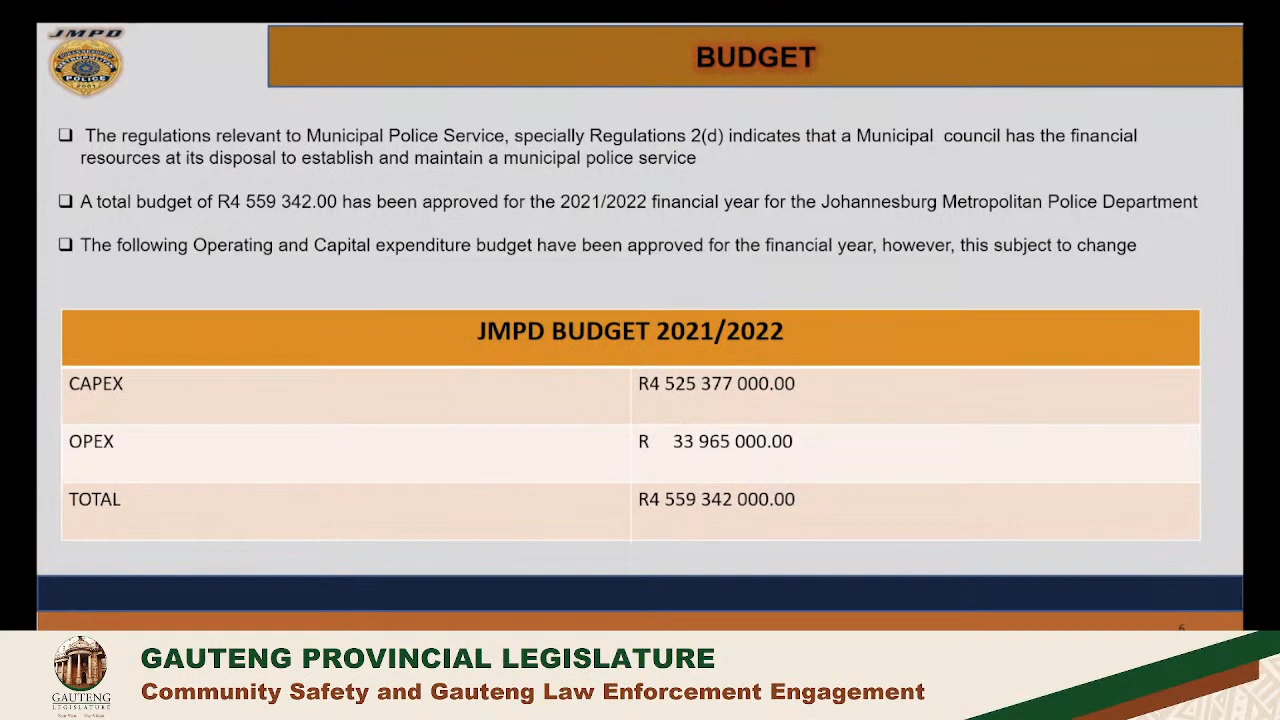 JMPD
BUDGET
METROPOLITAN
POLICE
2001
❑ The regulations relevant to Municipal Police Service, specially Regulations 2(d) indicates that a Municipal council has the financial
resources at its disposal to establish and maintain a municipal police service
❑ A total budget of R4 559 342.00 has been approved for the 2021/2022 financial year for the Johannesburg Metropolitan Police Department
❑ The following Operating and Capital expenditure budget have been approved for the financial year, however, this subject to change
JMPD BUDGET 2021/2022
CAPEX R4 525 377 000.00
OPEX R 33 965 000.00
TOTAL R4 559 342 000.00
6
GAUTENG PROVINCIAL LEGISLATURE
Community Safety and Gauteng Law Enforcement Engagement
GAUTENG
LEGISLATURE